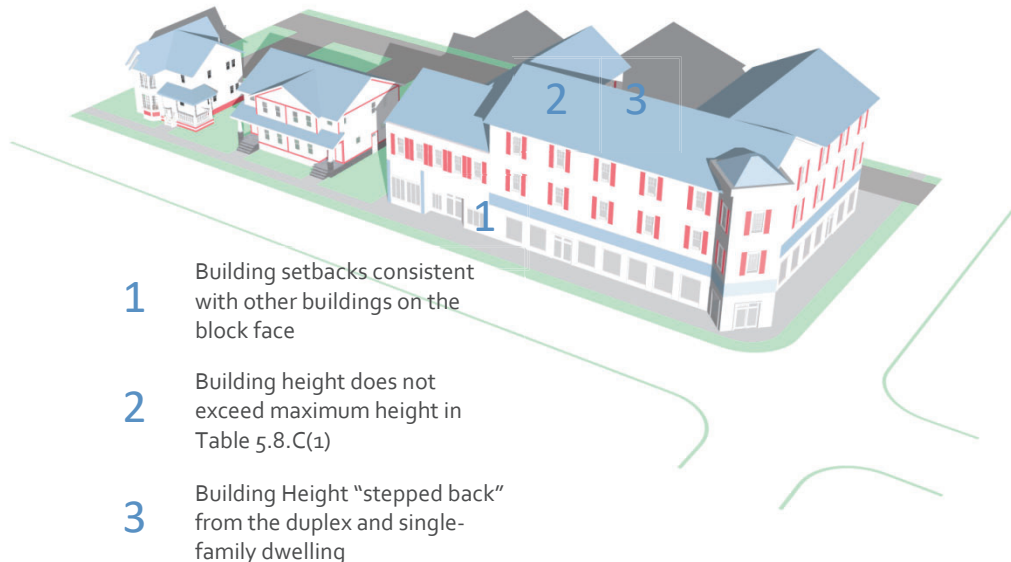 2 3
1
1 Building setbacks consistent
with other buildings on the
block face
2 Building height does not
exceed maximum height in
Table 5.8.C(1)
3 Building Height “stepped back”
from the duplex and single-
family dwelling